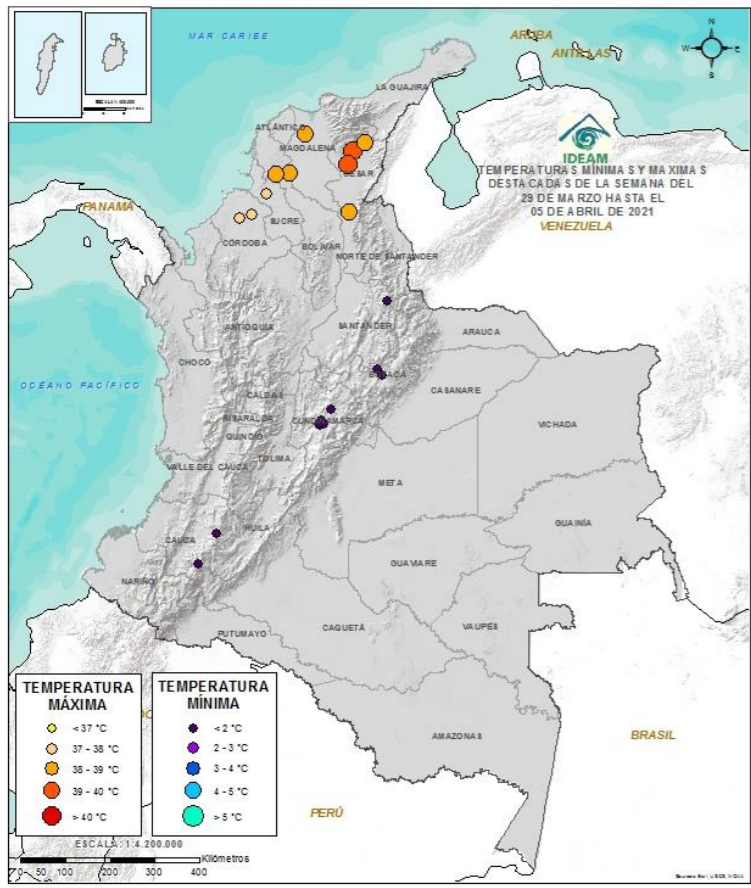 MAR CARIBE
ARUBA
ANTILLAS
N
W
E
S
LA GUAJIRA
ATLÁNTICO
MAGDALENA
CESAR
IDEAM
TEMPERATURAS MÍNIMAS Y MAXIMAS
DESTACADAS DE LA SEMANA DEL
29 DE MARZO HASTA EL
05 DE ABRIL DE 2021
VENEZUELA
PANAMÁ
SUCRE
CÓRDOBA
BOLÍVAR
NORTE DE SANTANDER
SANTANDER
ARAUCA
ANTIOQUIA
CHOCÓ
BOYACÁ
CASANARE
OCÉANO PACÍFICO
CALDAS
RISARALDA
CUNDINAMARCA
VICHADA
QUINDÍO
TOLIMA
VALLE DEL CAUCA
META
GUAINÍA
HUILA
CAUCA
GUAVIARE
NARIÑO
CAQUETÁ
VAUPÉS
PUTUMAYO
AMAZONAS
BRASIL
PERÚ
TEMPERATURA
MÁXIMA
< 37 °C
37 - 38 °C
38 - 39 °C
39 - 40 °C
> 40 °C
TEMPERATURA
MÍNIMA
< 2 °C
2 - 3 °C
3 - 4 °C
4 - 5 °C
> 5 °C
ESCALA: 1:4.200.000
0 50 100 200 300 400
Kilómetros